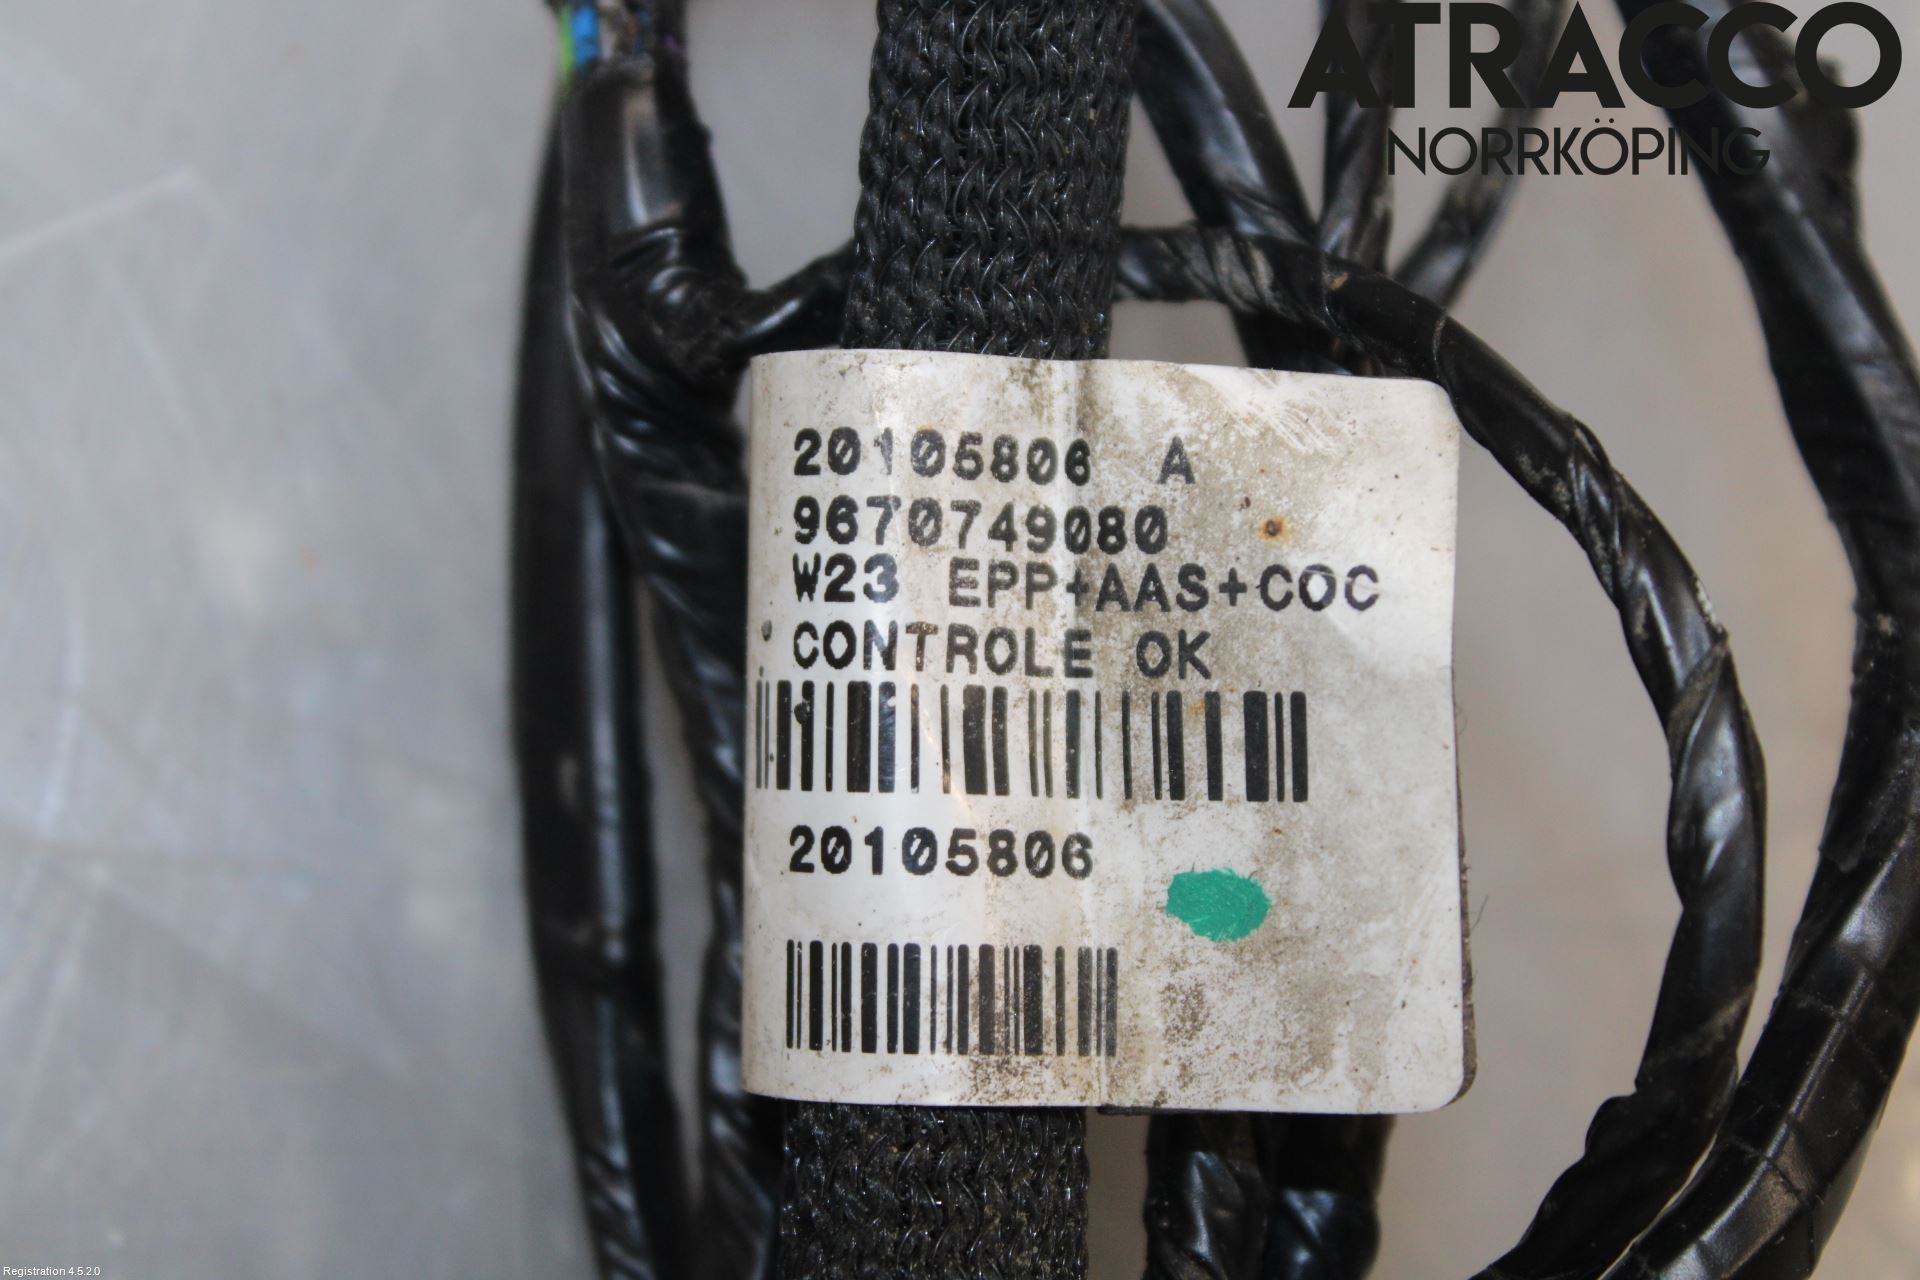 ATRACCO
NORRKÖPING
20105806 A
9670749080
W23 EPP+AAS+COC
CONTROLE OK
20105806
Registration 4.5.2.0